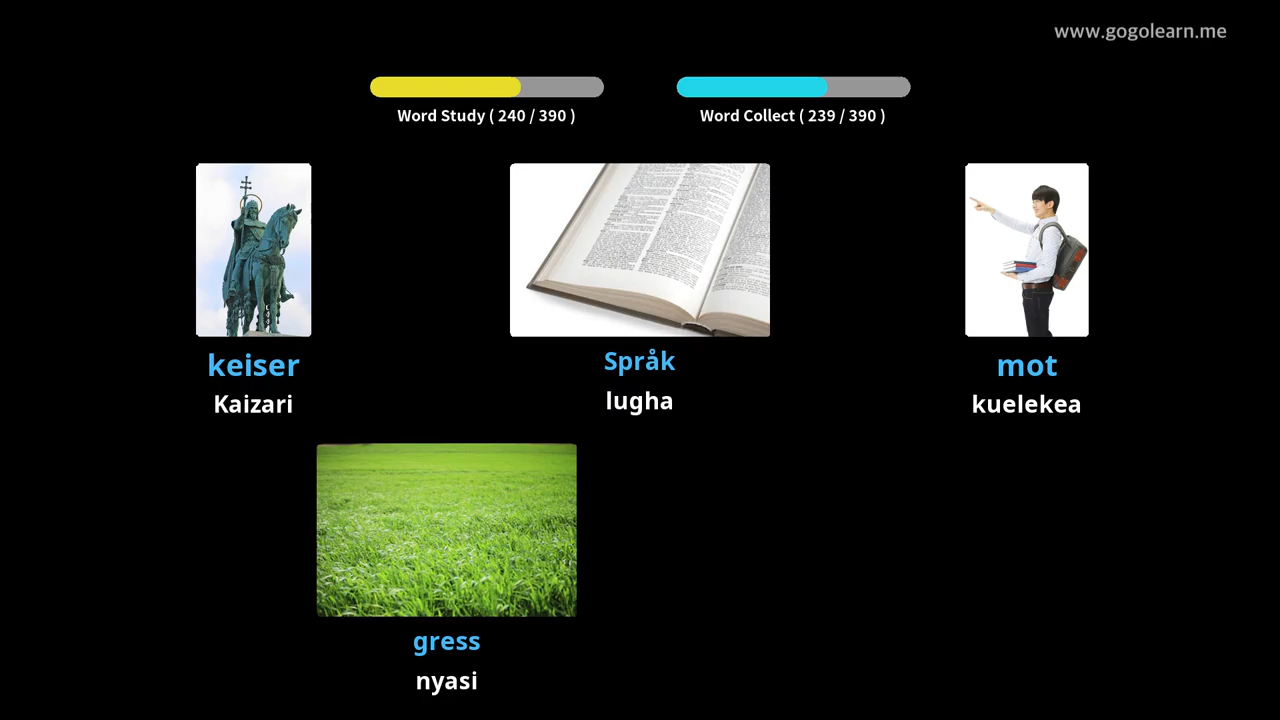 www.gogolearn.me
Word Study ( 240 / 390 )
Word Collect ( 239 / 390 )
keiser
Kaizari
Språk
lugha
mot
kuelekea
gress
nyasi